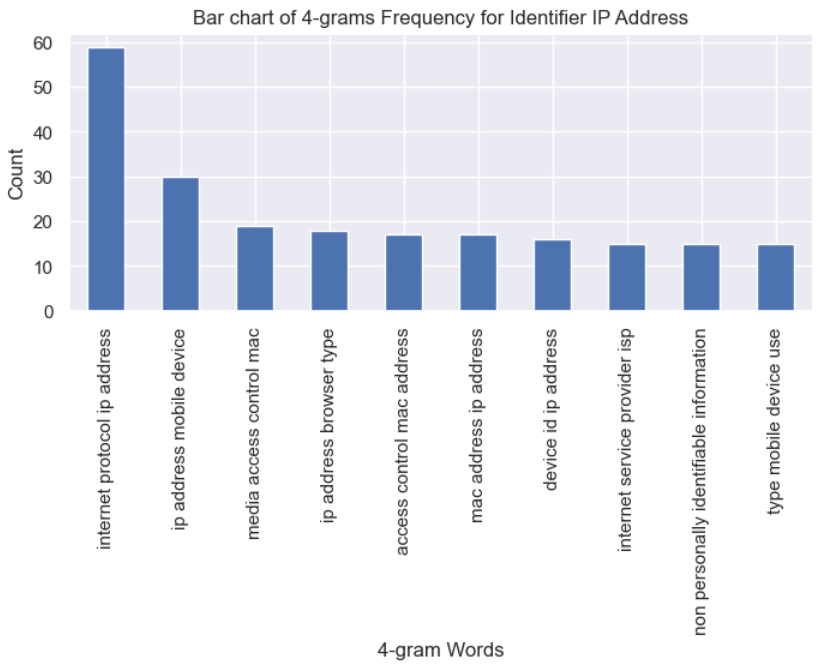 Bar chart of 4-grams Frequency for Identifier IP Address
Count
60
50
40
30
20
10
0
internet protocol ip address
ip address mobile device
media access control mac
ip address browser type
access control mac address
mac address ip address
device id ip address
internet service provider isp
non personally identifiable information
type mobile device use
4-gram Words